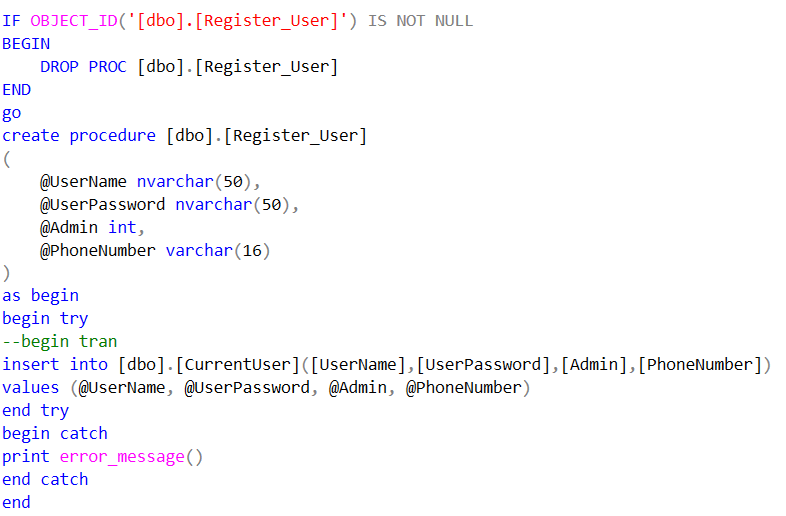 IF OBJECT_ID('[dbo].[Register_User]') IS NOT NULL
BEGIN
    DROP PROC [dbo].[Register_User]
END
go
create procedure [dbo].[Register_User]
(
    @UserName nvarchar(50),
    @UserPassword nvarchar(50),
    @Admin int,
    @PhoneNumber varchar(16)
)
as begin
begin try
--begin tran
insert into [dbo].[CurrentUser]([UserName],[UserPassword],[Admin],[PhoneNumber])
values (@UserName, @UserPassword, @Admin, @PhoneNumber)
end try
begin catch
print error_message()
end catch
end